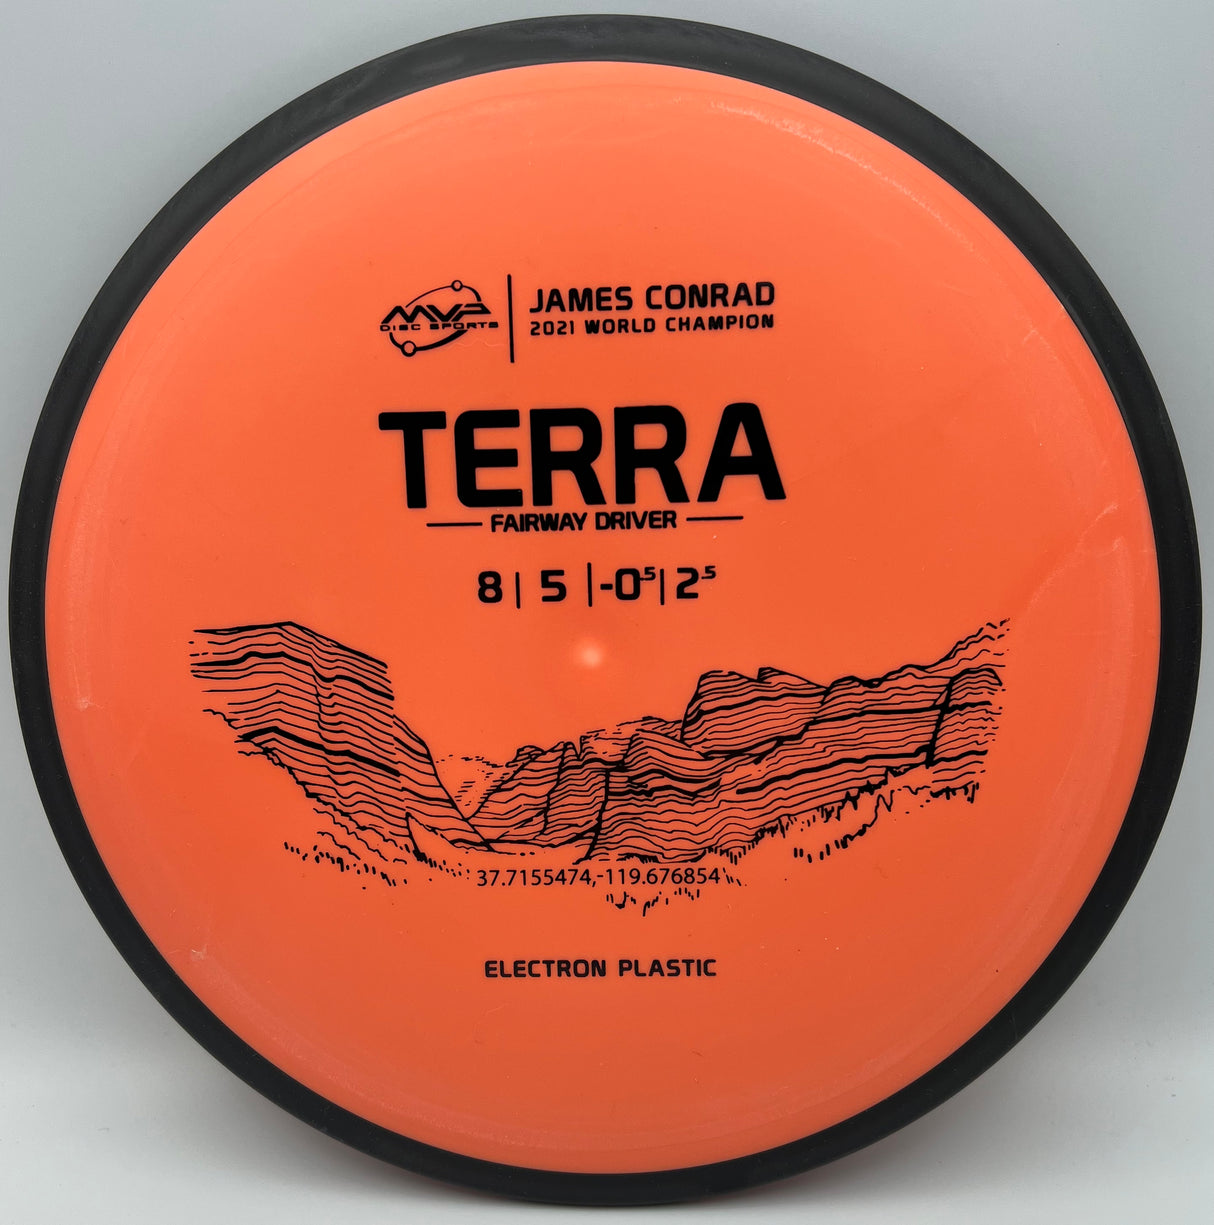 MVP
DISC SPORTS
JAMES CONRAD
2021 WORLD CHAMPION
TERRA
FAIRWAY DRIVER
8 | 5 | -0.5 | 2.5
37.7155474,-119.676854
ELECTRON PLASTIC